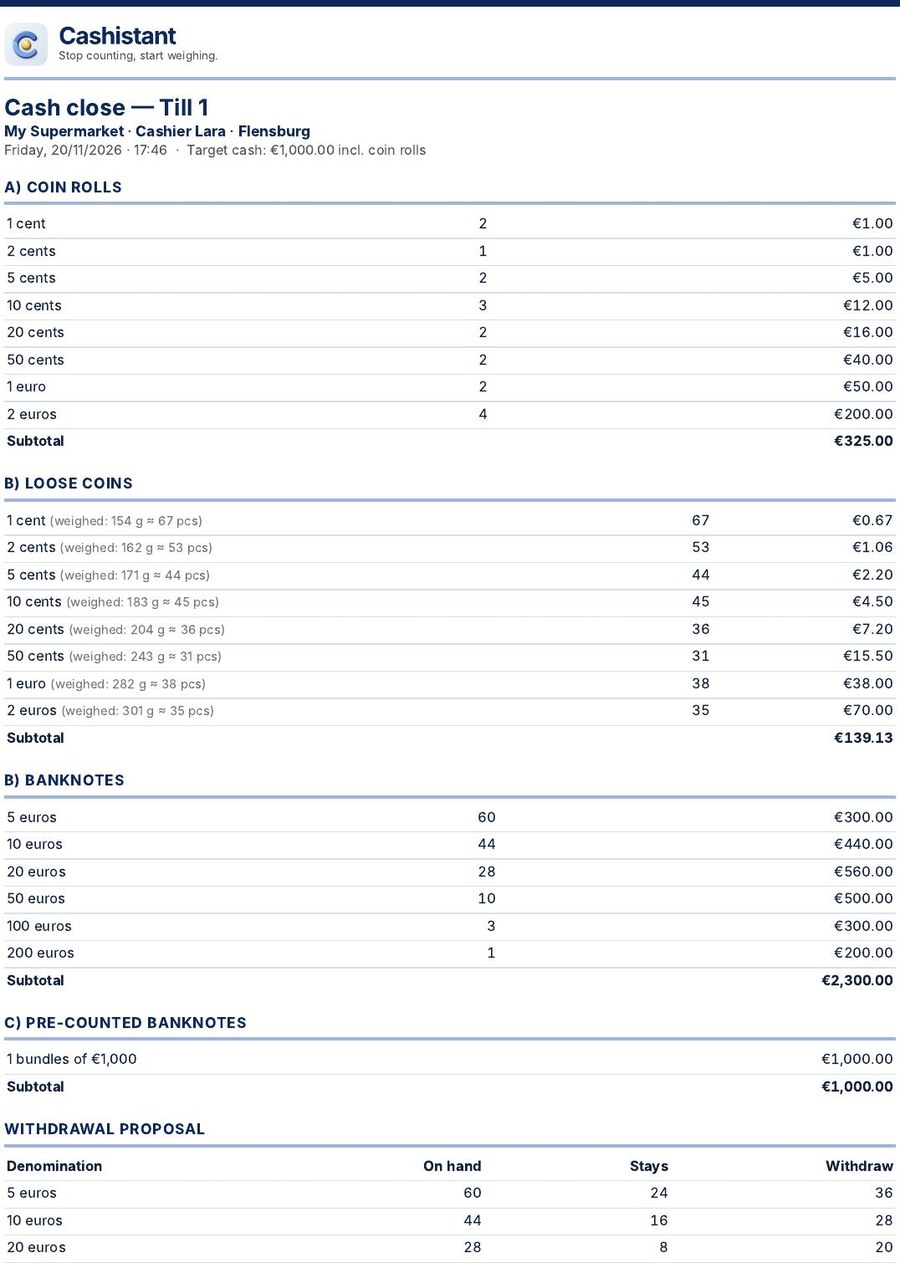 Cashistant
Stop counting, start weighing.
Cash close — Till 1
My Supermarket · Cashier Lara · Flensburg
Friday, 20/11/2026 · 17:46 · Target cash: €1,000.00 incl. coin rolls
A) COIN ROLLS
1 cent 2 €1.00
2 cents 1 €1.00
5 cents 2 €5.00
10 cents 3 €12.00
20 cents 2 €16.00
50 cents 2 €40.00
1 euro 2 €50.00
2 euros 4 €200.00
Subtotal €325.00
B) LOOSE COINS
1 cent (weighed: 154 g ≈ 67 pcs) 67 €0.67
2 cents (weighed: 162 g ≈ 53 pcs) 53 €1.06
5 cents (weighed: 171 g ≈ 44 pcs) 44 €2.20
10 cents (weighed: 183 g ≈ 45 pcs) 45 €4.50
20 cents (weighed: 204 g ≈ 36 pcs) 36 €7.20
50 cents (weighed: 243 g ≈ 31 pcs) 31 €15.50
1 euro (weighed: 282 g ≈ 38 pcs) 38 €38.00
2 euros (weighed: 301 g ≈ 35 pcs) 35 €70.00
Subtotal €139.13
B) BANKNOTES
5 euros 60 €300.00
10 euros 44 €440.00
20 euros 28 €560.00
50 euros 10 €500.00
100 euros 3 €300.00
200 euros 1 €200.00
Subtotal €2,300.00
C) PRE-COUNTED BANKNOTES
1 bundles of €1,000 €1,000.00
Subtotal €1,000.00
WITHDRAWAL PROPOSAL
Denomination On hand Stays Withdraw
5 euros 60 24 36
10 euros 44 16 28
20 euros 28 8 20